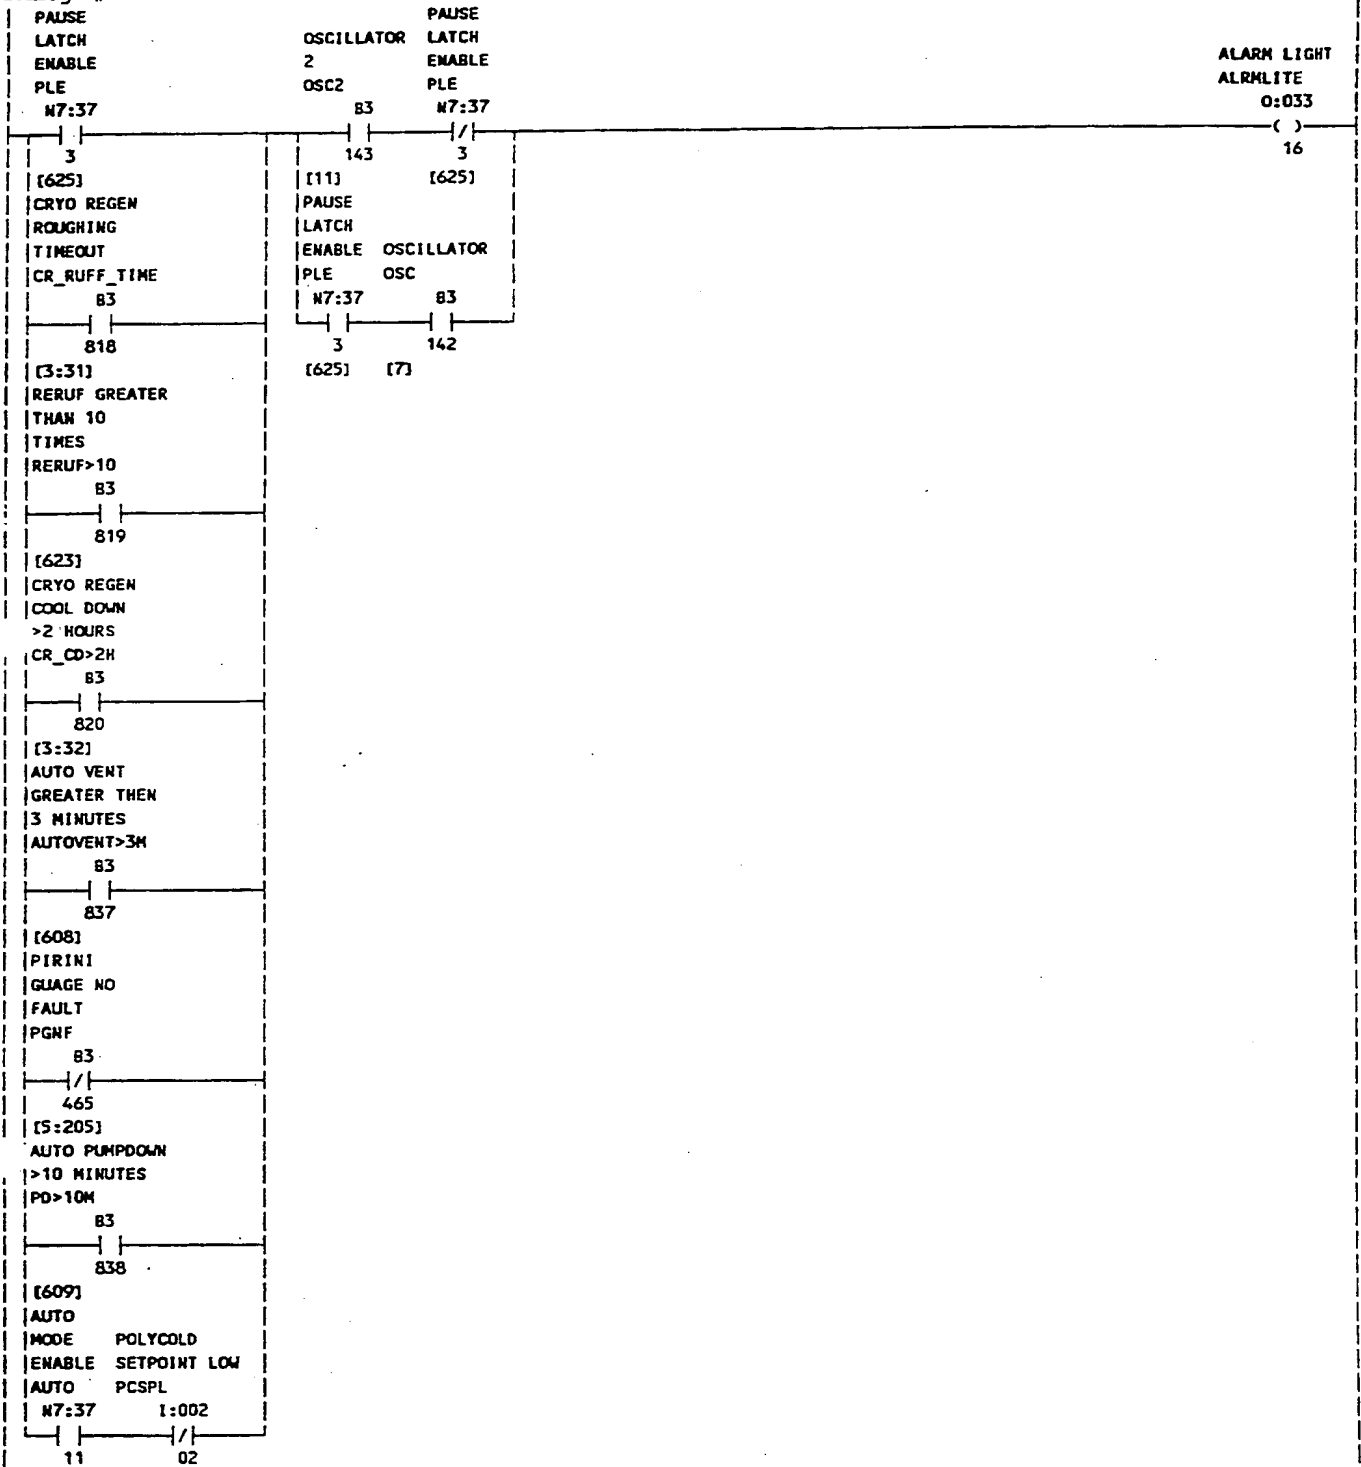 PAUSE
LATCH
ENABLE
PLE
N7:37
3
[625]
CRYO REGEN
ROUGHING
TIMEOUT
CR_RUFF_TIME
B3
818
[3:31]
RERUF GREATER
THAN 10
TIMES
RERUF>10
B3
819
[623]
CRYO REGEN
COOL DOWN
>2 HOURS
CR_CD>2H
B3
820
[3:32]
AUTO VENT
GREATER THEN
3 MINUTES
AUTOVENT>3M
B3
837
[608]
PIRINI
GUAGE NO
FAULT
PGNF
B3
465
[5:205]
AUTO PUMPDOWN
>10 MINUTES
PD>10M
B3
838
[609]
AUTO
MODE
ENABLE
AUTO
N7:37
11
POLYCOLD
SETPOINT LOW
PCSPL
I:002
02
OSCILLATOR
2
OSC2
B3
143
[11]
PAUSE
LATCH
ENABLE
PLE
N7:37
3
[625]
PAUSE
LATCH
ENABLE
PLE
N7:37
3
[625]
OSCILLATOR
OSC
B3
142
[7]
ALARM LIGHT
ALRMLITE
O:033
16